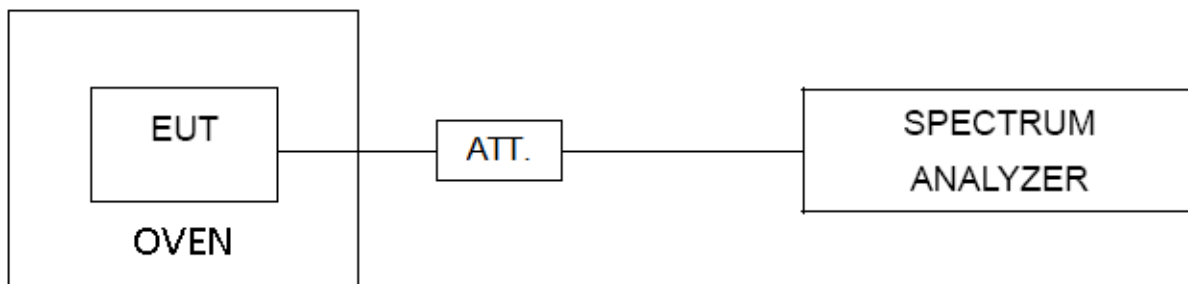 EUT
OVEN
ATT.
SPECTRUM
ANALYZER